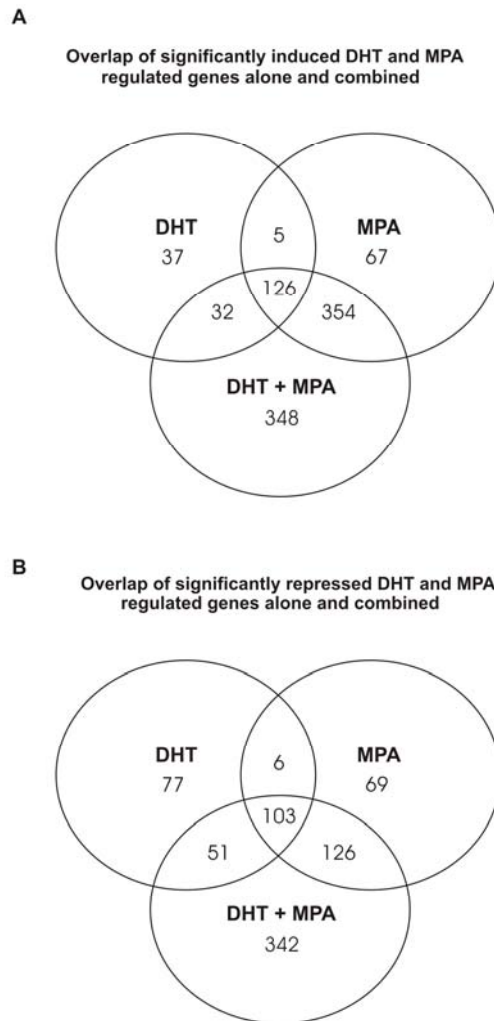 A
Overlap of significantly induced DHT and MPA
regulated genes alone and combined
DHT
37
5
MPA
67
126
32
354
DHT + MPA
348
B
Overlap of significantly repressed DHT and MPA
regulated genes alone and combined
DHT
77
6
MPA
69
103
51
126
DHT + MPA
342